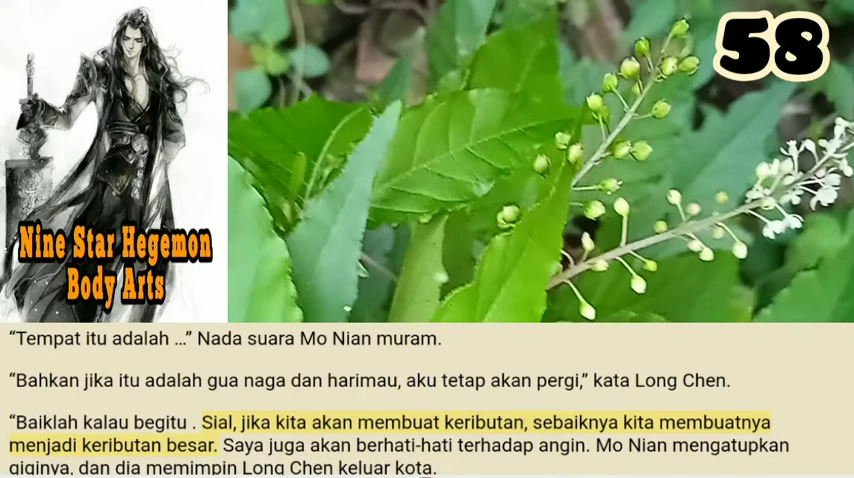 58
Nine Star Hegemon
Body Arts
“Tempat itu adalah ...” Nada suara Mo Nian muram.
“Bahkan jika itu adalah gua naga dan harimau, aku tetap akan pergi,” kata Long Chen.
“Baiklah kalau begitu . Sial, jika kita akan membuat keributan, sebaiknya kita membuatnya
menjadi keributan besar. Saya juga akan berhati-hati terhadap angin. Mo Nian mengatupkan
giginya, dan dia memimpin Long Chen keluar kota.